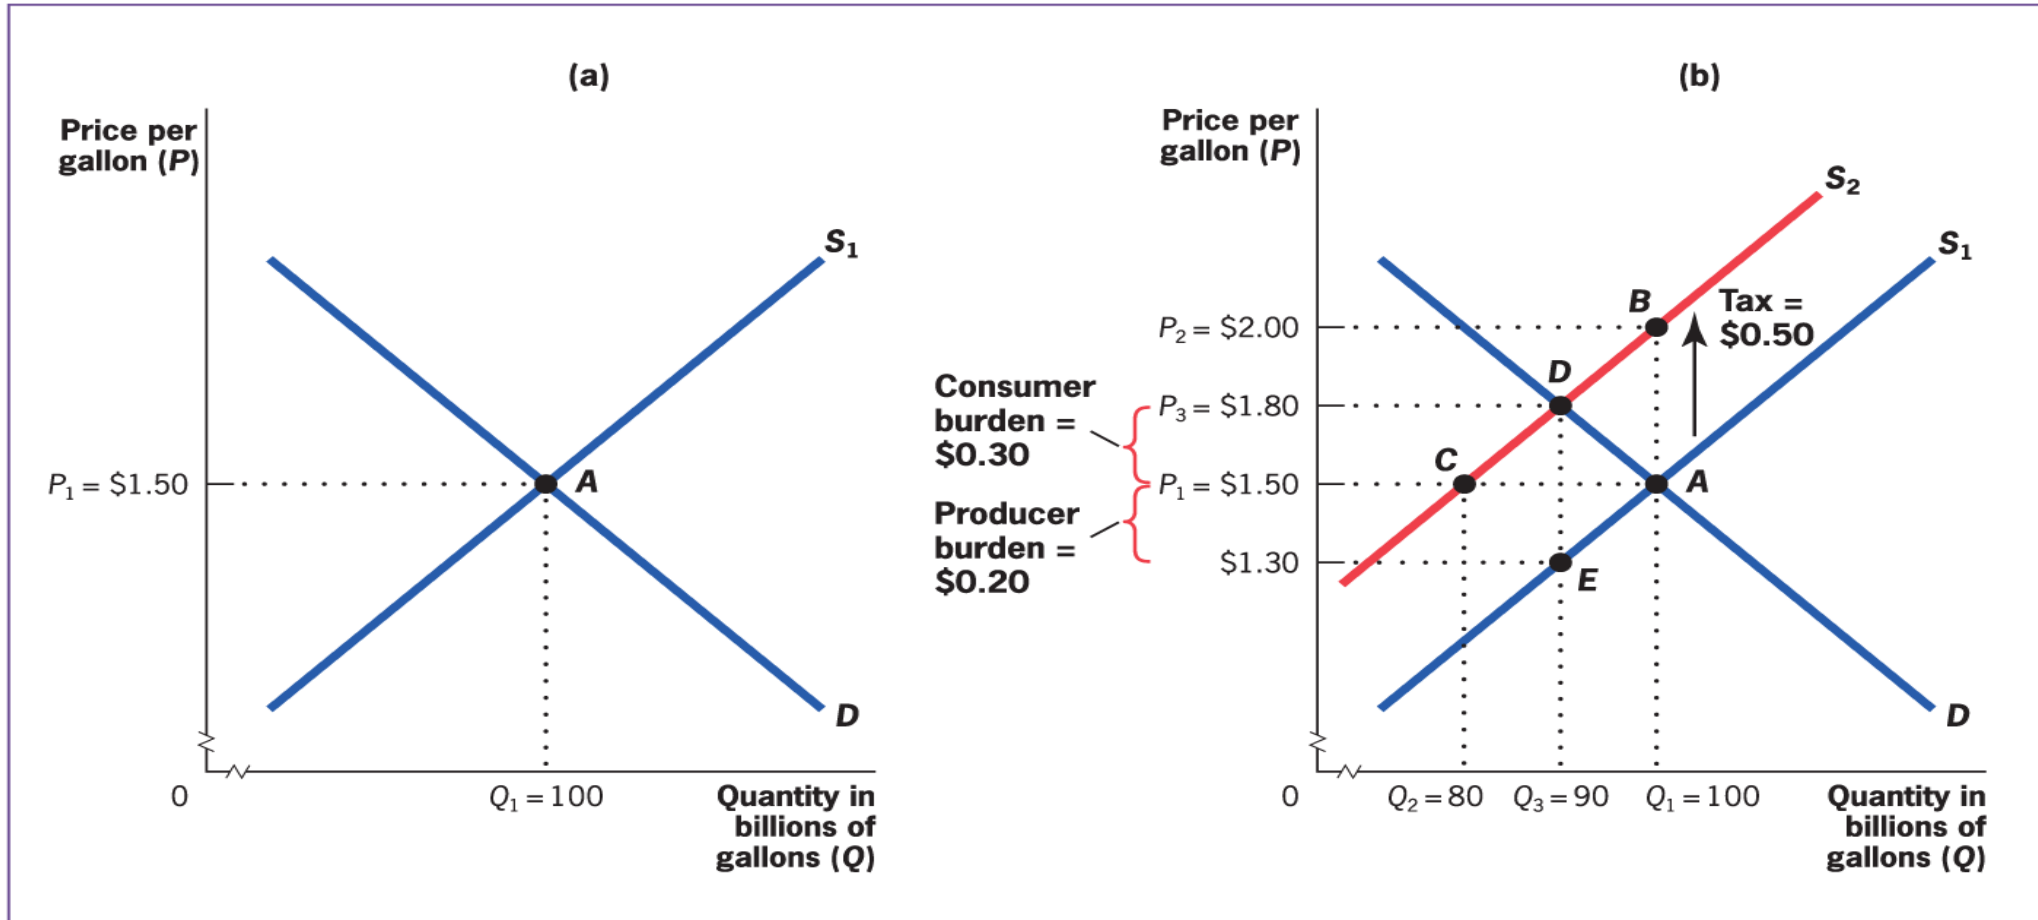 (a)
Price per
gallon (P)
S₁
P₁ = $1.50
A
D
0
Q₁ = 100
Quantity in
billions of
gallons (Q)
(b)
Price per
gallon (P)
S₂
S₁
B
Tax =
$0.50
P₂ = $2.00
D
Consumer
burden =
$0.30
P₃ = $1.80
C
P₁ = $1.50
A
Producer
burden =
$0.20
$1.30
E
D
0
Q₂ = 80
Q₃ = 90
Q₁ = 100
Quantity in
billions of
gallons (Q)